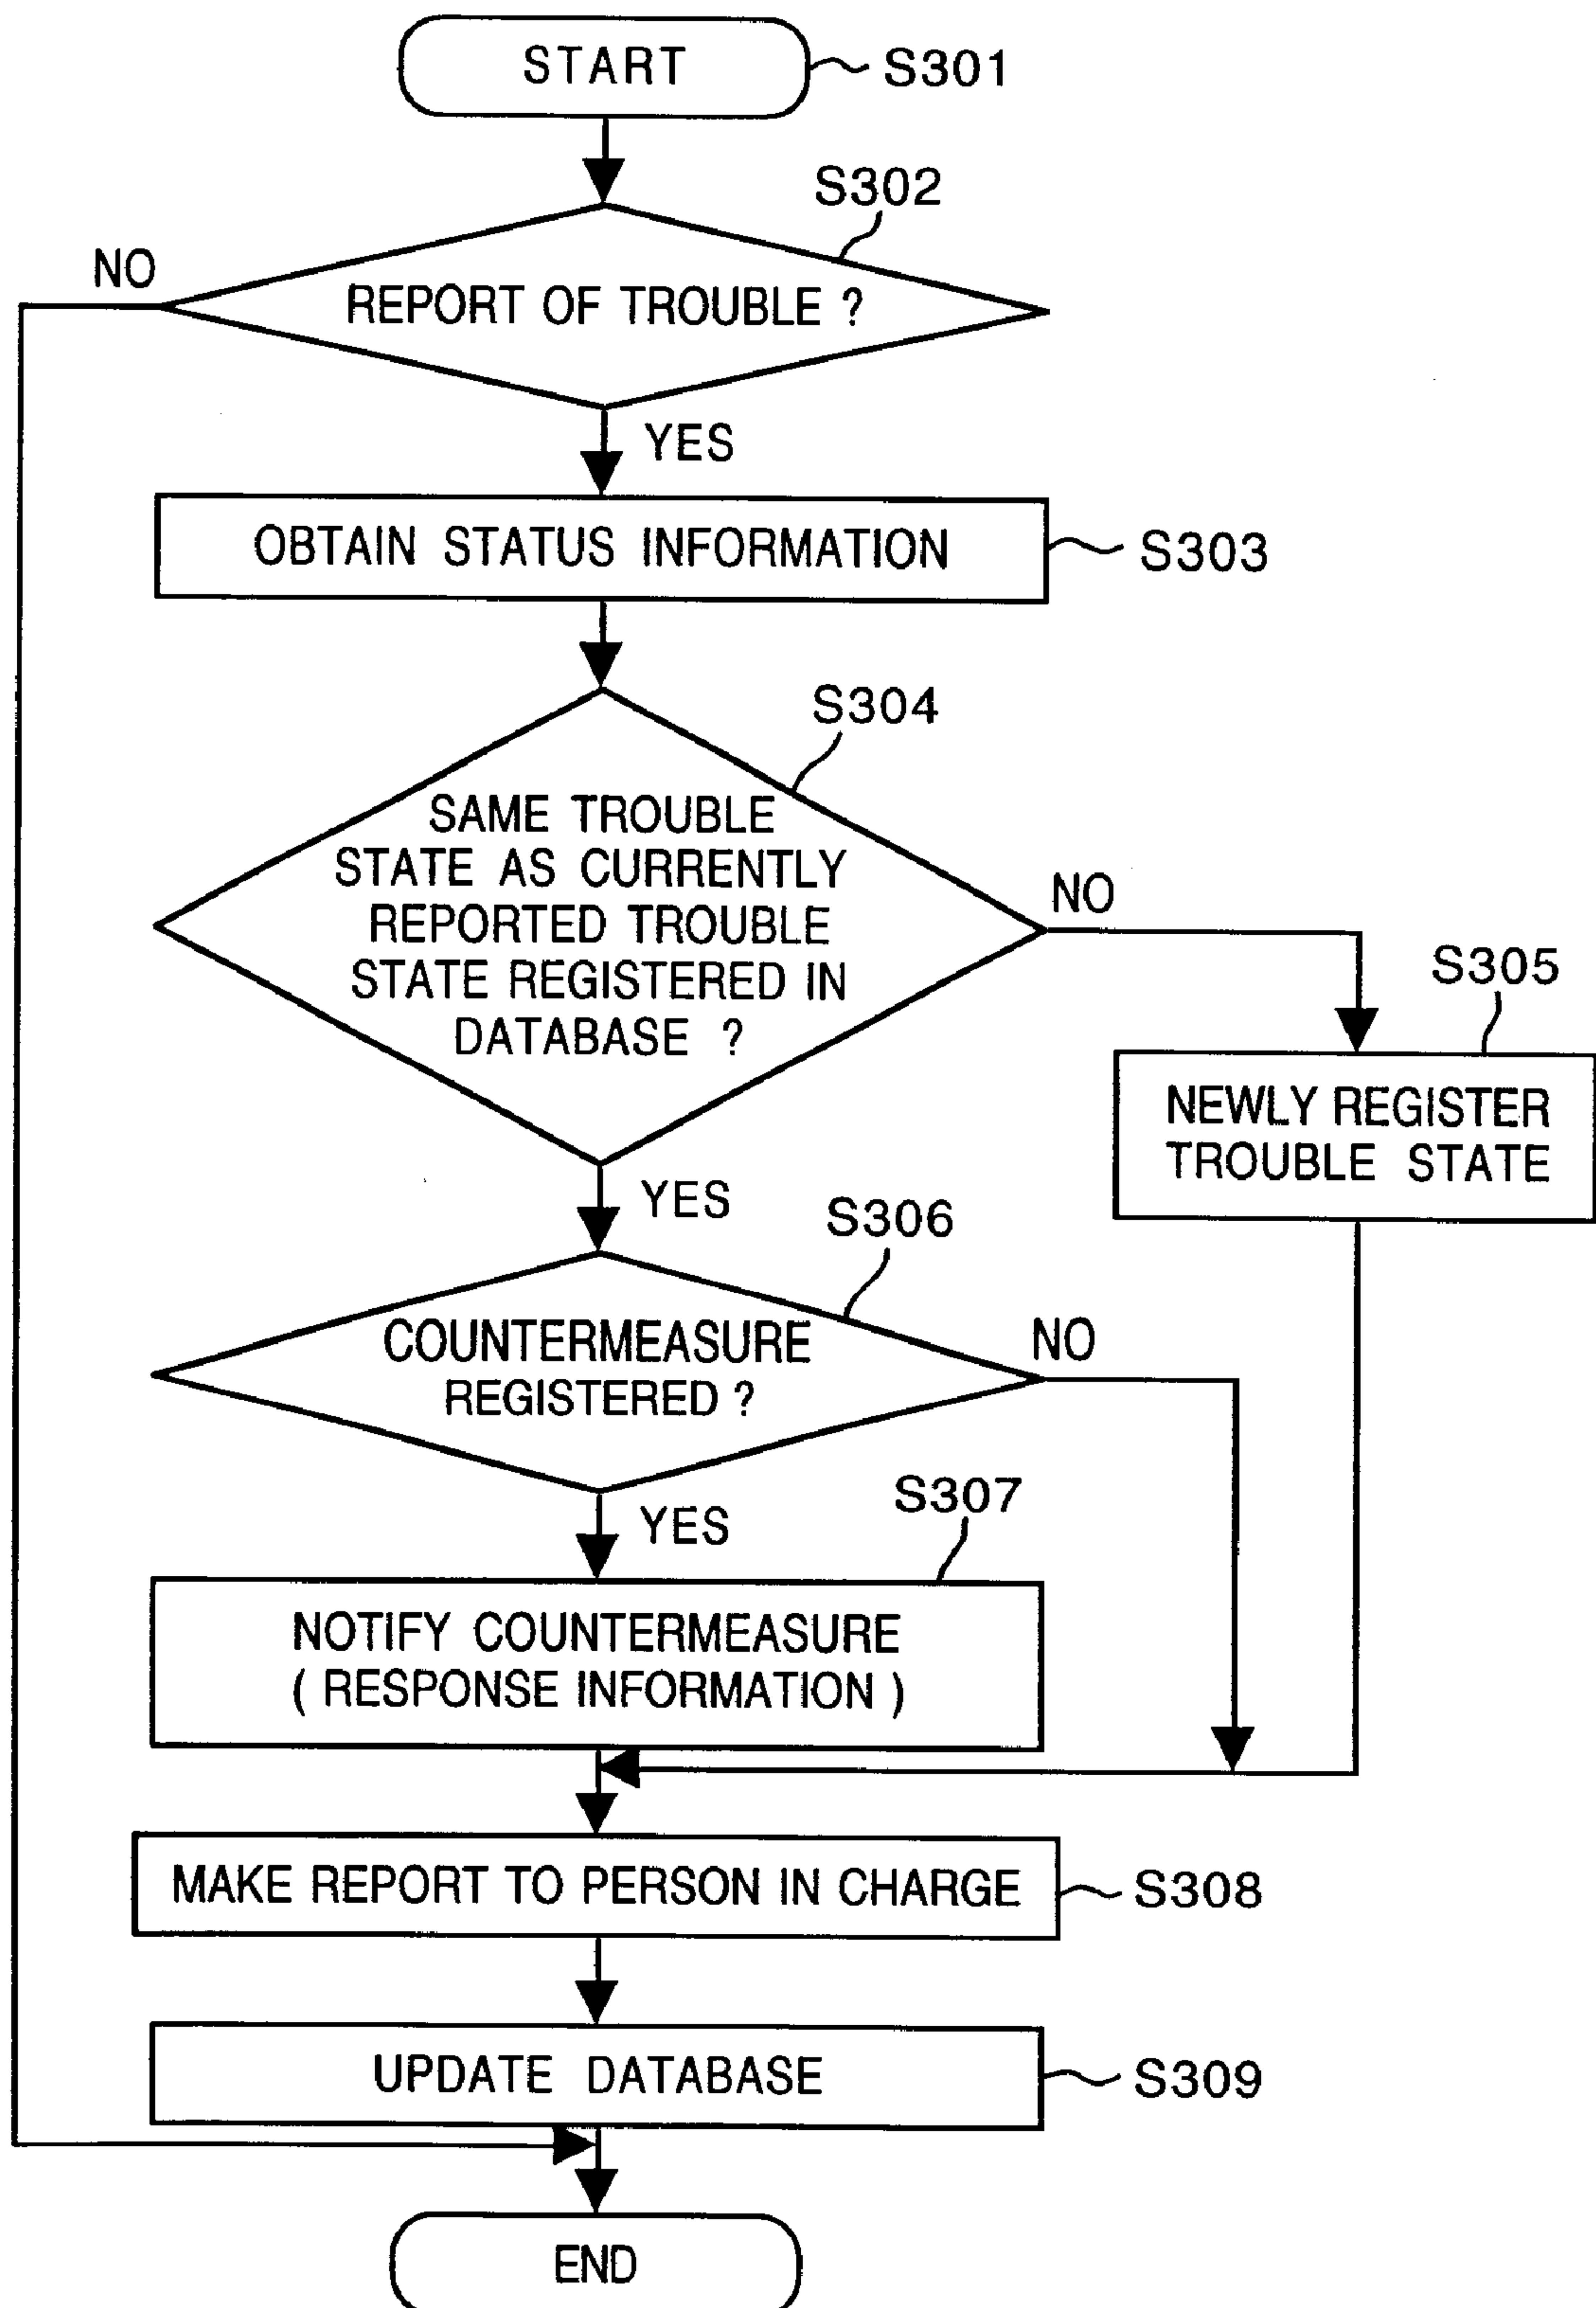 START
S301
S302
NO
REPORT OF TROUBLE ?
YES
OBTAIN STATUS INFORMATION
S303
S304
SAME TROUBLE
STATE AS CURRENTLY
REPORTED TROUBLE
STATE REGISTERED IN
DATABASE ?
NO
S305
NEWLY REGISTER
TROUBLE STATE
YES
S306
COUNTERMEASURE
REGISTERED ?
NO
YES
S307
NOTIFY COUNTERMEASURE
( RESPONSE INFORMATION )
MAKE REPORT TO PERSON IN CHARGE
S308
UPDATE DATABASE
S309
END